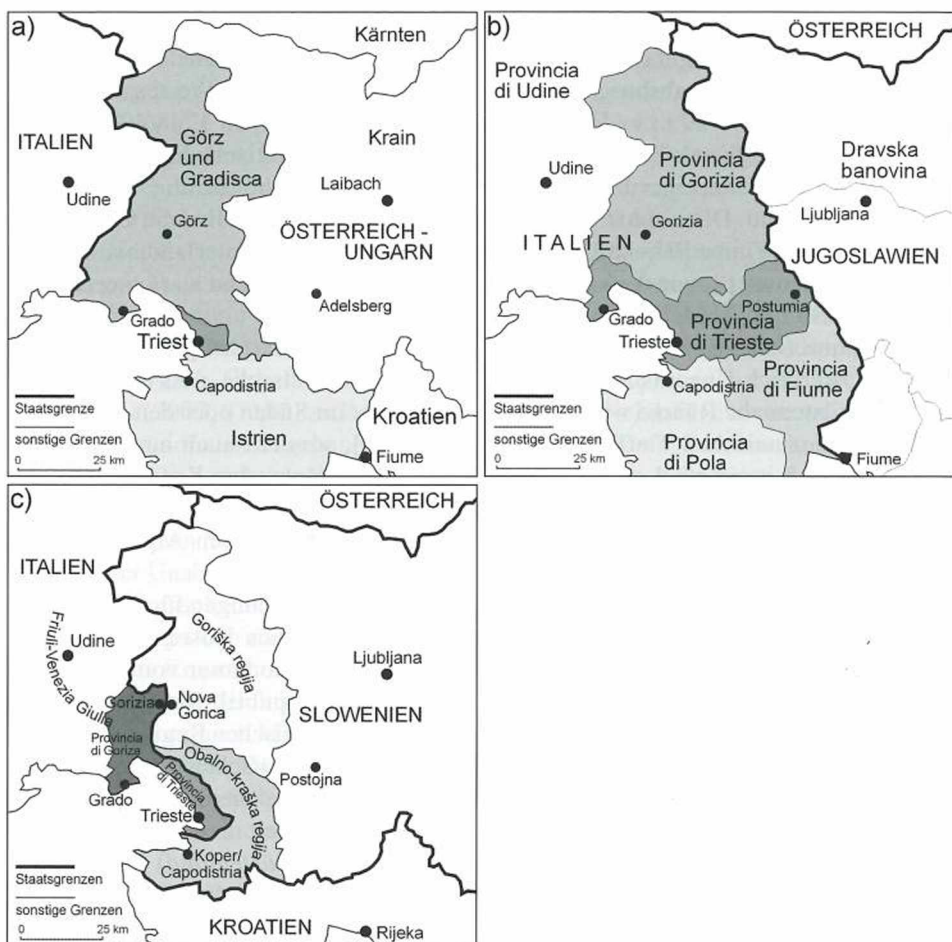 a)
Kärnten
ITALIEN
Görz
und
Gradisca
Krain
Udine
Laibach
Görz
ÖSTERREICH -
UNGARN
Adelsberg
Grado
Triest
Capodistria
Kroatien
Istrien
Fiume
Staatsgrenze
sonstige Grenzen
0 25 km
b)
ÖSTERREICH
Provincia
di Udine
Udine
Provincia
di Gorizia
Dravska
banovina
Ljubljana
Gorizia
ITALIEN
JUGOSLAWIEN
Postumia
Grado
Trieste
Provincia
di Trieste
Capodistria
Provincia
di Fiume
Provincia
di Pola
Fiume
Staatsgrenze
sonstige Grenzen
0 25 km
c)
ÖSTERREICH
ITALIEN
Friuli-Venezia Giulia
Udine
Goriška regija
Ljubljana
Gorizia
Nova
Gorica
SLOWENIEN
Provincia
di Goriza
Provincia
di Trieste
Obalno-kraška regija
Postojna
Grado
Trieste
Koper/
Capodistria
Staatsgrenzen
sonstige Grenzen
0 25 km
KROATIEN
Rijeka